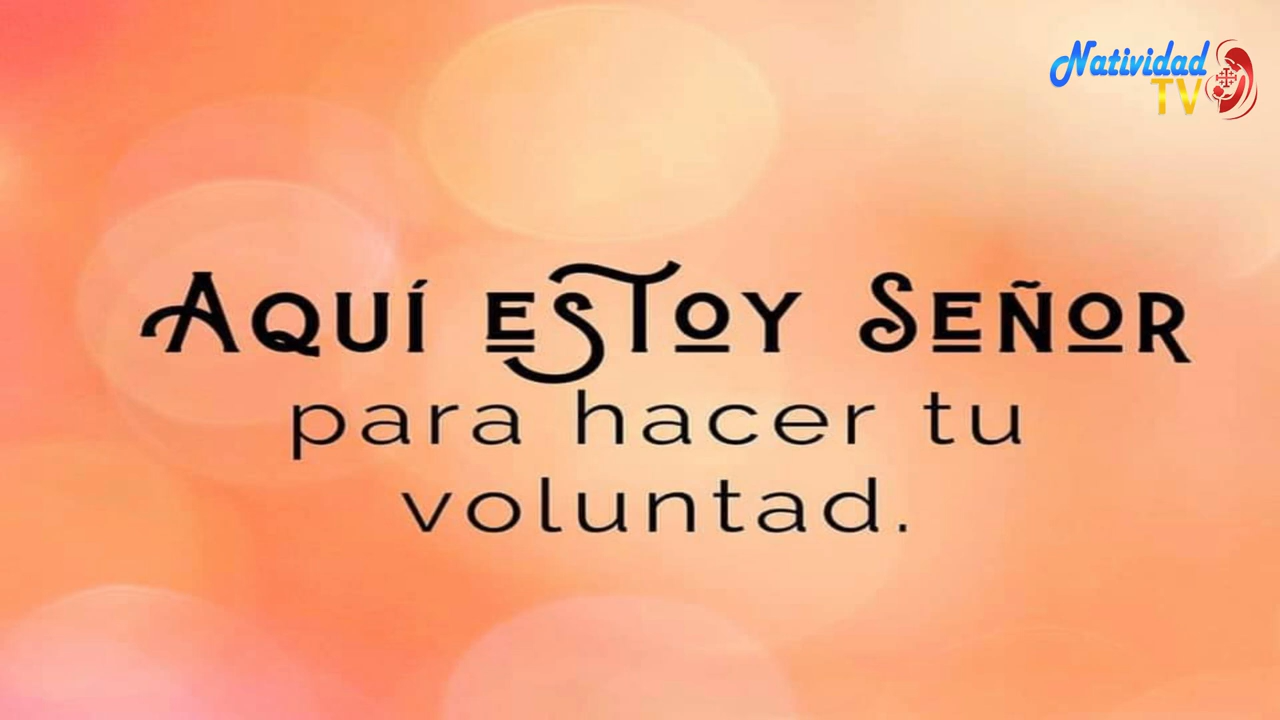 Natividad
TV
Aquí estoy Señor
para hacer tu
voluntad.